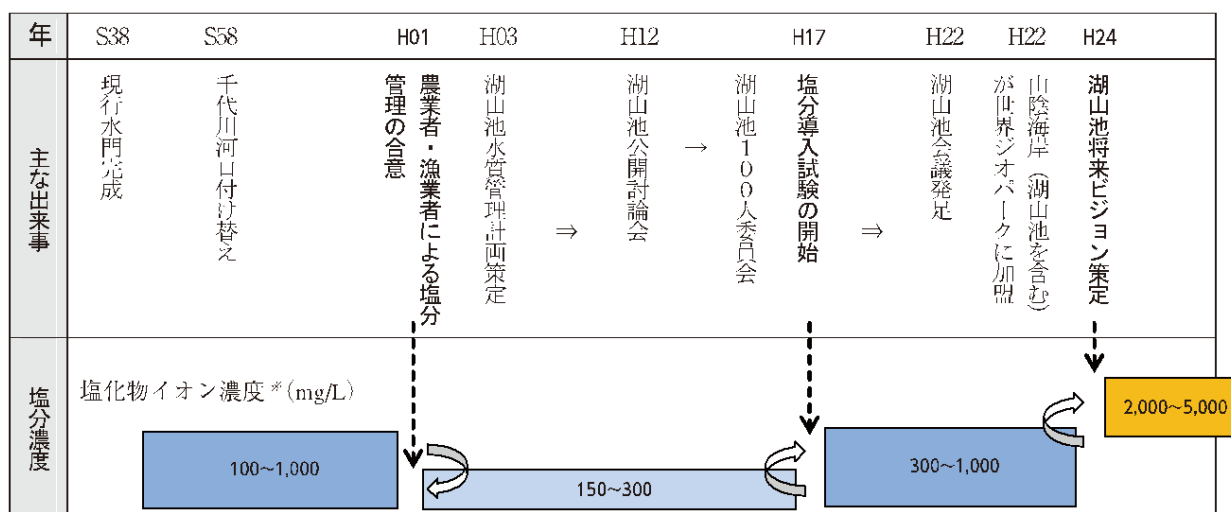 年
S38
S58
H01
H03
H12
H17
H22
H22
H24
主な出来事
現行水門完成
千代川河口付け替え
農業者・漁業者による塩分
管理の合意
湖山池水質管理計画策定
⇒
湖山池公開討論会
→
湖山池100人委員会
塩分導入試験の開始
⇒
湖山池会議発足
山陰海岸（湖山池を含む）
が世界ジオパークに加盟
湖山池将来ビジョン策定
塩分濃度
塩化物イオン濃度*(mg/L)
100~1,000
150~300
300~1,000
2,000~5,000